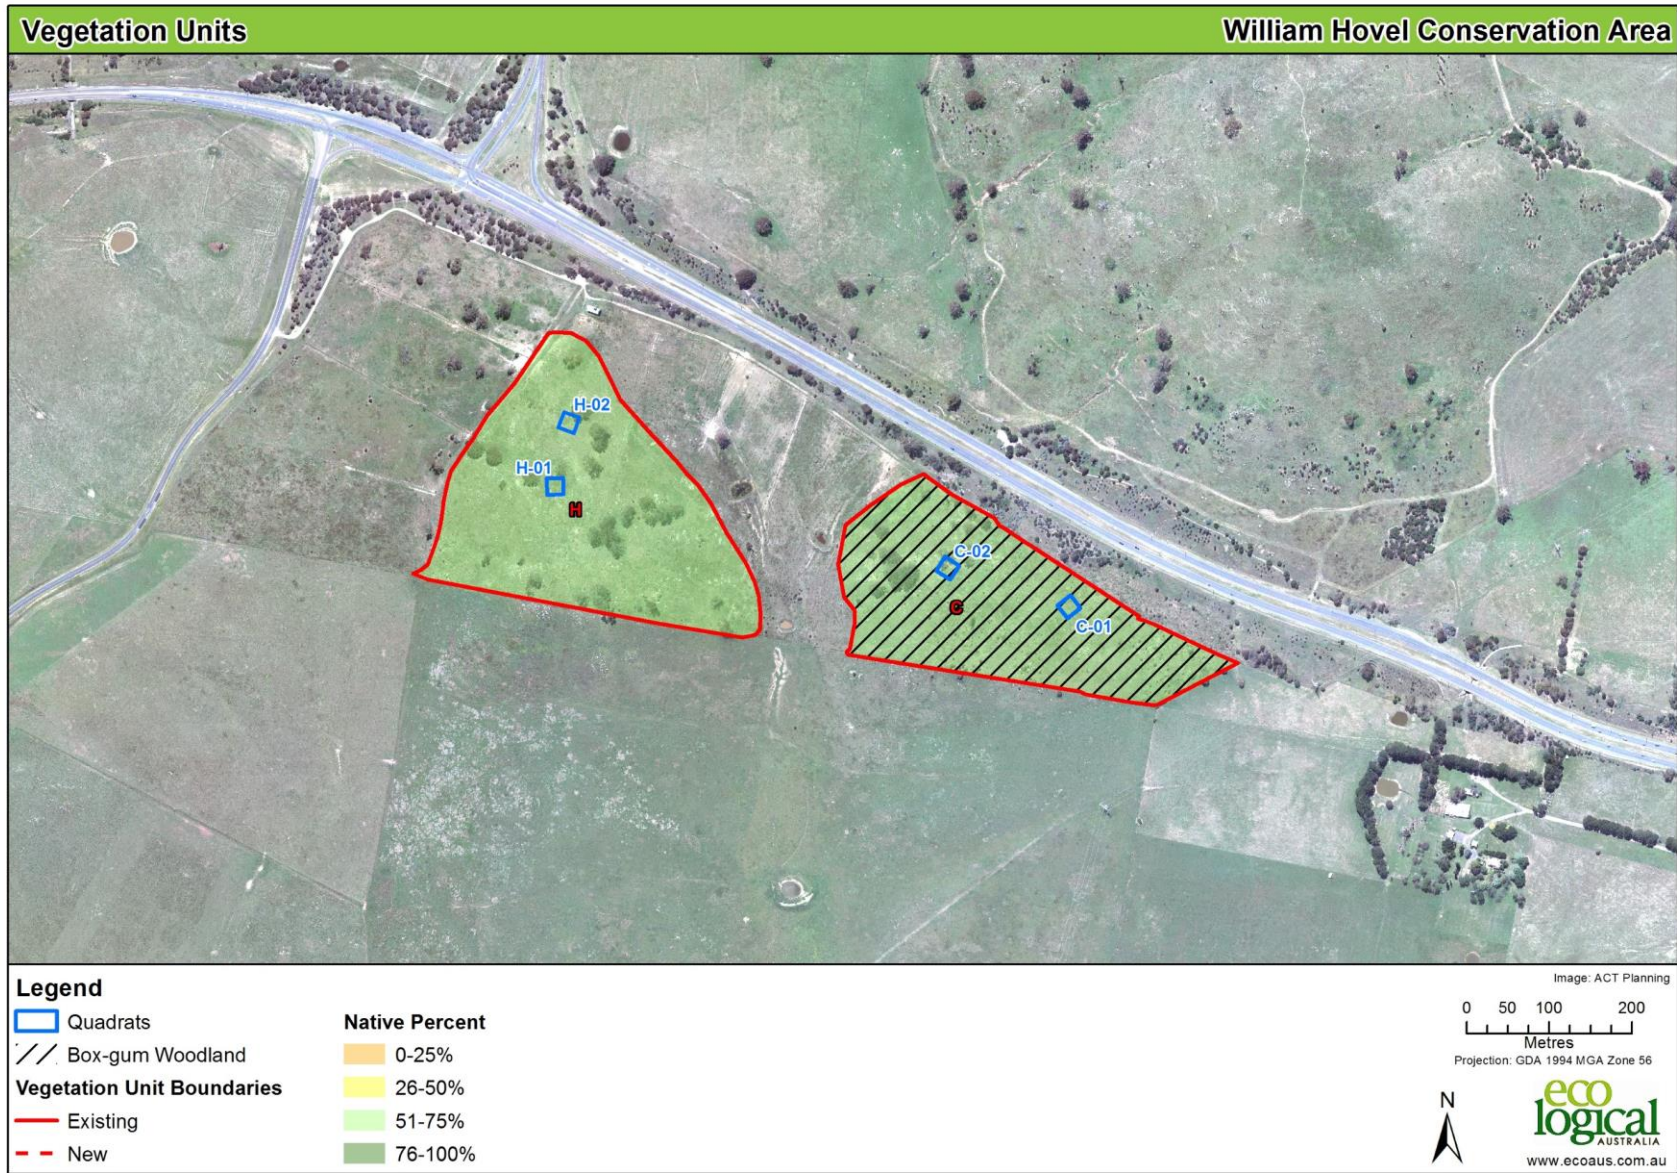 Vegetation Units
William Hovel Conservation Area
H-02
H-01
H
C-02
C
C-01
Legend
Quadrats
Box-gum Woodland
Vegetation Unit Boundaries
Existing
New
Native Percent
0-25%
26-50%
51-75%
76-100%
Image: ACT Planning
0 50 100 200
Metres
Projection: GDA 1994 MGA Zone 56
N
eco
logical
AUSTRALIA
www.ecoaus.com.au